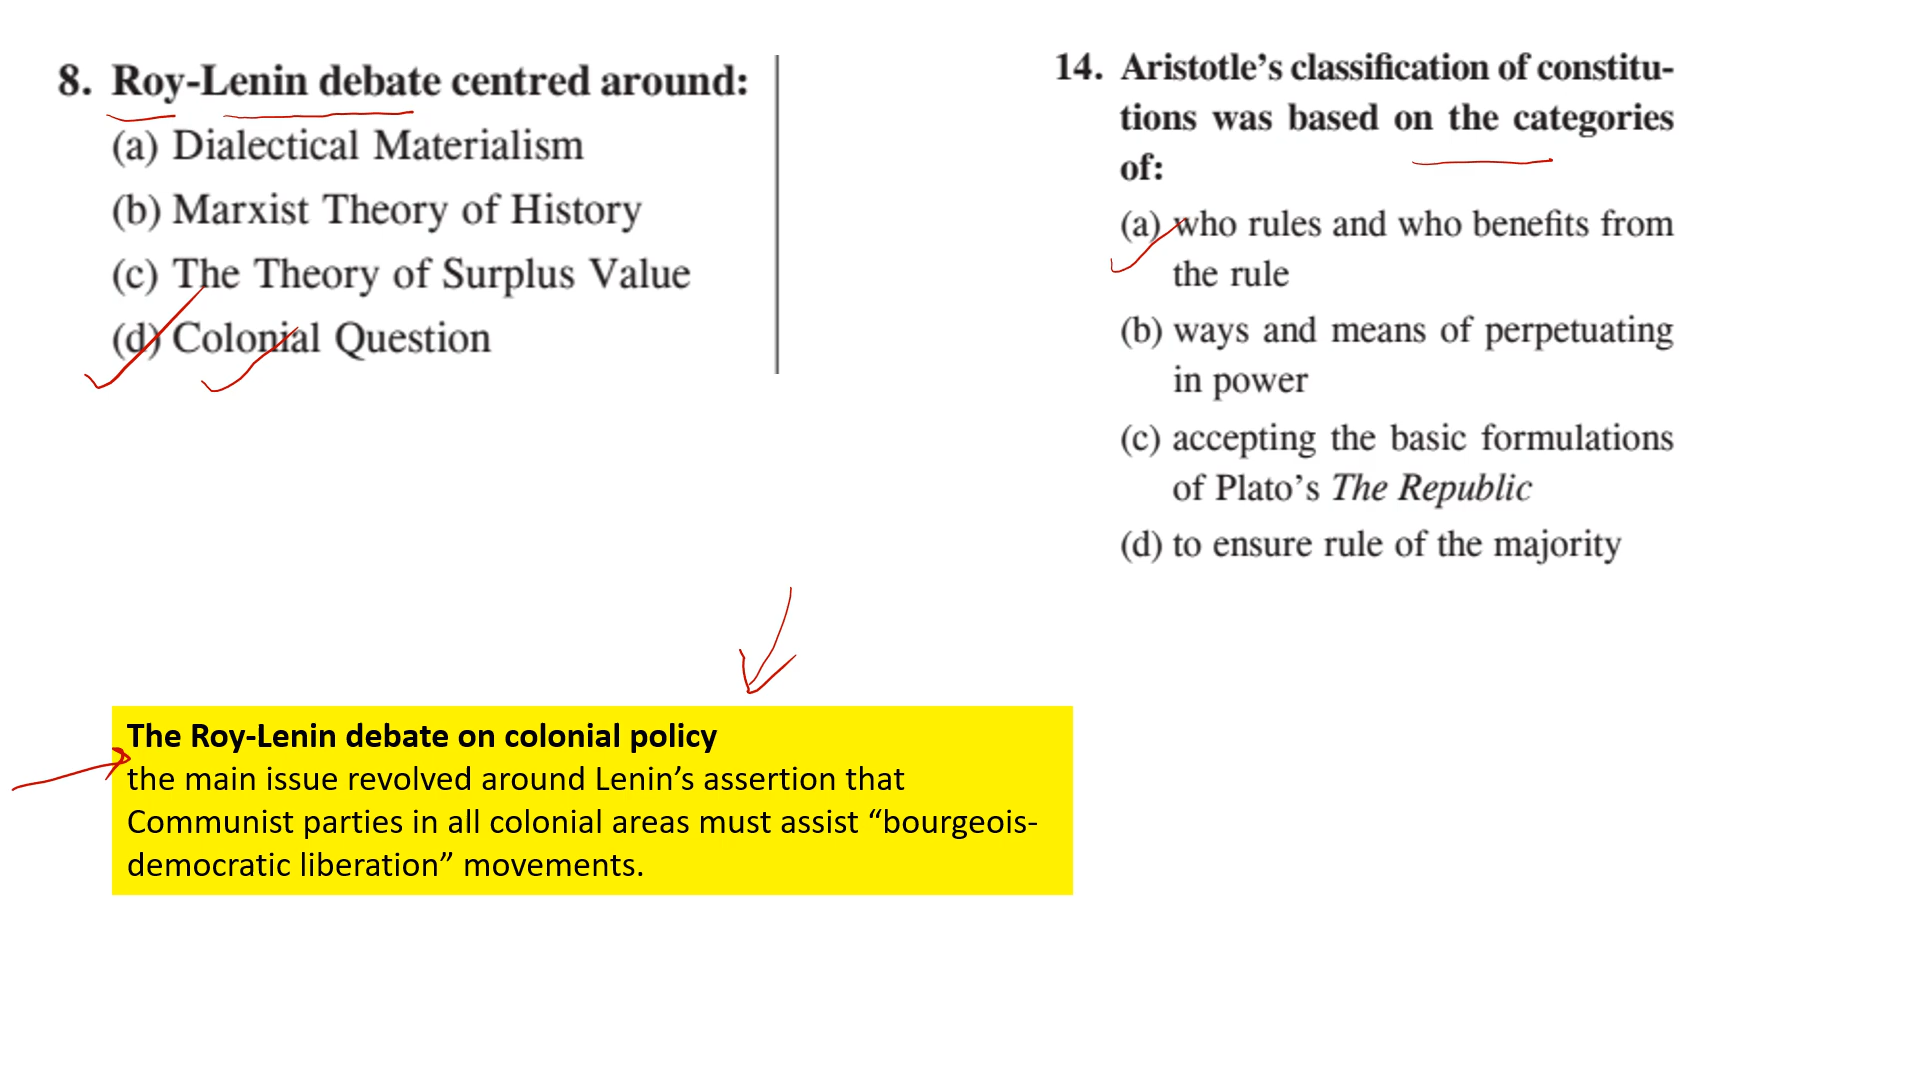 8. Roy-Lenin debate centred around:
(a) Dialectical Materialism
(b) Marxist Theory of History
(c) The Theory of Surplus Value
(d) Colonial Question
14. Aristotle’s classification of constitu-
tions was based on the categories
of:
(a) who rules and who benefits from
the rule
(b) ways and means of perpetuating
in power
(c) accepting the basic formulations
of Plato’s The Republic
(d) to ensure rule of the majority
The Roy-Lenin debate on colonial policy
the main issue revolved around Lenin’s assertion that
Communist parties in all colonial areas must assist “bourgeois-
democratic liberation” movements.